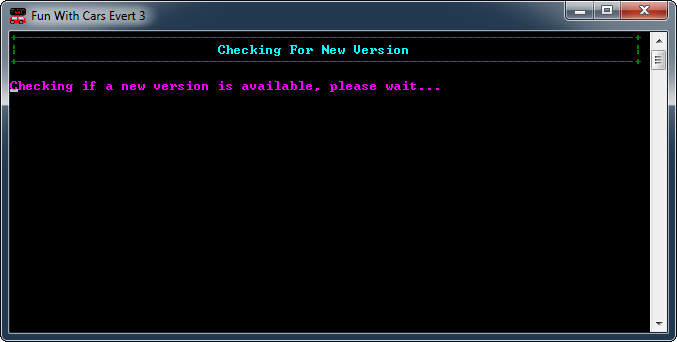 Fun With Cars Evert 3
Checking For New Version
Checking if a new version is available, please wait...